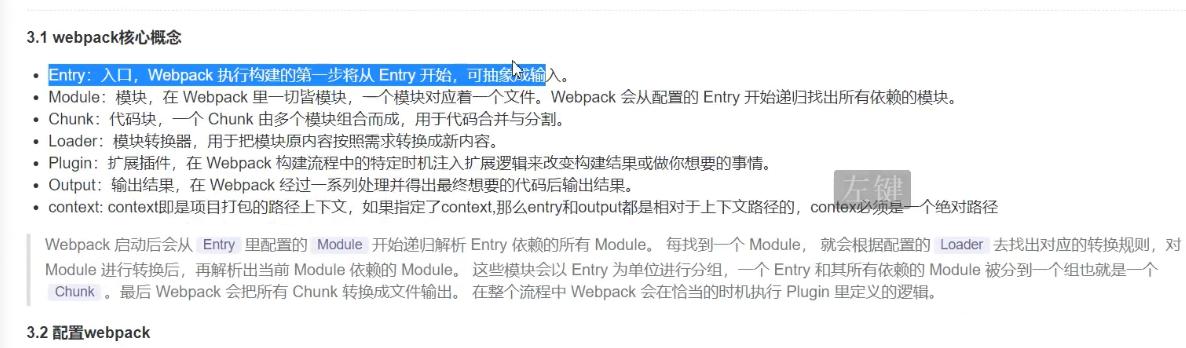 3.1 webpack核心概念
• Entry：入口，Webpack 执行构建的第一步将从 Entry 开始，可抽象成输入。
• Module：模块，在 Webpack 里一切皆模块，一个模块对应着一个文件。Webpack 会从配置的 Entry 开始递归找出所有依赖的模块。
• Chunk：代码块，一个 Chunk 由多个模块组合而成，用于代码合并与分割。
• Loader：模块转换器，用于把模块原内容按照需求转换成新内容。
• Plugin：扩展插件，在 Webpack 构建流程中的特定时机注入扩展逻辑来改变构建结果或做你想要的事情。
• Output：输出结果，在 Webpack 经过一系列处理并得出最终想要的代码后输出结果。
左键
• context: context即是项目打包的路径上下文，如果指定了context,那么entry和output都是相对于上下文路径的，contex必须是一个绝对路径
Webpack 启动后会从 Entry 里配置的 Module 开始递归解析 Entry 依赖的所有 Module。 每找到一个 Module， 就会根据配置的 Loader 去找出对应的转换规则，对
Module 进行转换后，再解析出当前 Module 依赖的 Module。 这些模块会以 Entry 为单位进行分组，一个 Entry 和其所有依赖的 Module 被分到一个组也就是一个
Chunk 。最后 Webpack 会把所有 Chunk 转换成文件输出。 在整个流程中 Webpack 会在恰当的时机执行 Plugin 里定义的逻辑。
3.2 配置webpack